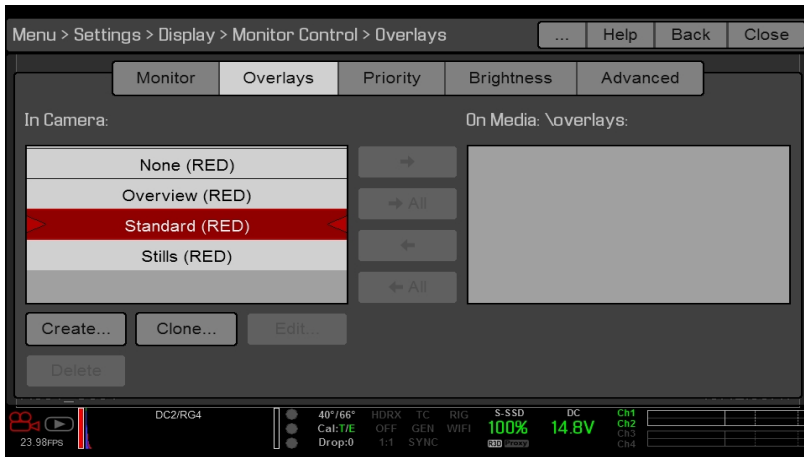 Menu > Settings > Display > Monitor Control > Overlays
... Help Back Close
Monitor Overlays Priority Brightness Advanced
In Camera:
On Media: \overlays:
None (RED)
Overview (RED)
Standard (RED)
Stills (RED)
→
→ All
←
← All
Create... Clone... Edit...
Delete
DC2/RG4
23.98FPS
40°/66° HDRX TC RIG S-SSD DC Ch1
Cal:T/E OFF GEN WIFI 100% 14.8V Ch2
Drop:0 1:1 SYNC R3D Proxy Ch3
Ch4